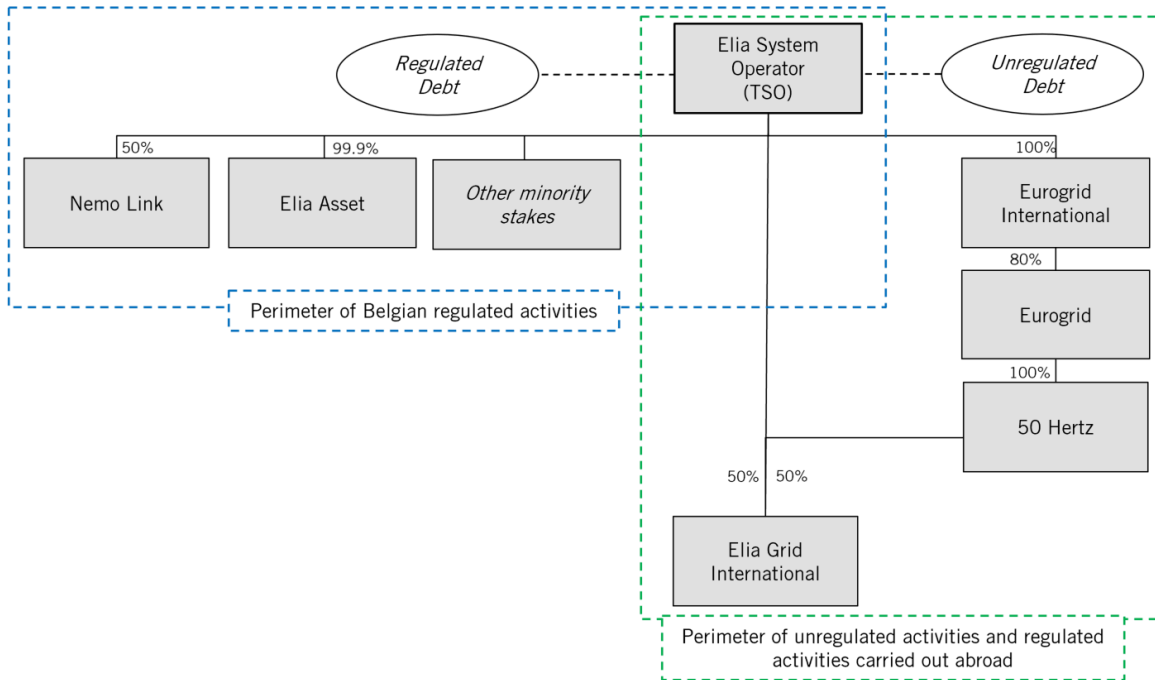 Elia System
Operator
(TSO)
Regulated
Debt
Unregulated
Debt
50%
99.9%
100%
Nemo Link
Elia Asset
Other minority
stakes
Eurogrid
International
80%
Perimeter of Belgian regulated activities
Eurogrid
100%
50 Hertz
50%
50%
Elia Grid
International
Perimeter of unregulated activities and regulated
activities carried out abroad